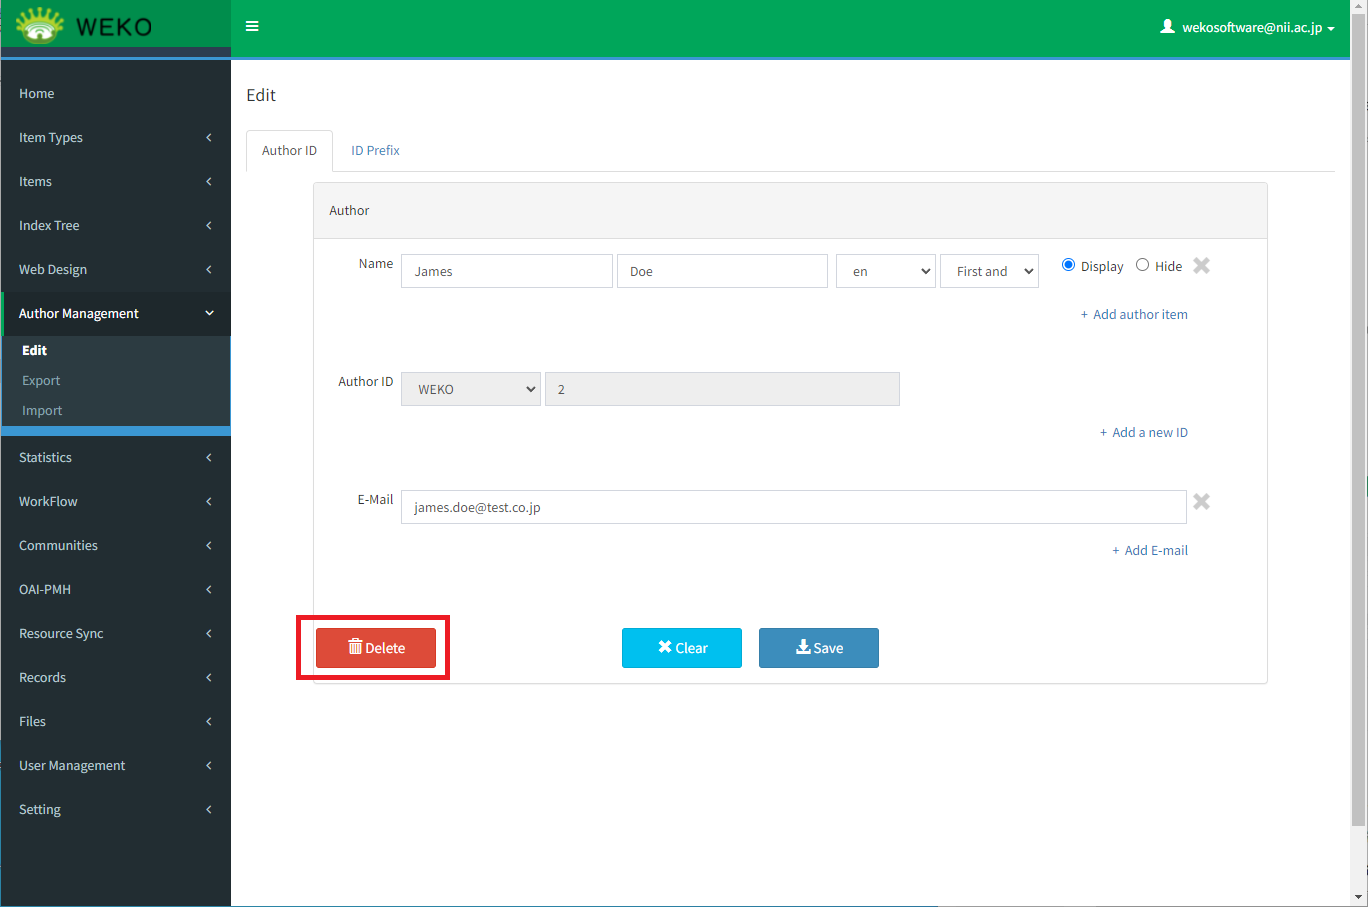 WEKO
wekosoftware@nii.ac.jp
Home
Item Types
Items
Index Tree
Web Design
Author Management
Edit
Export
Import
Statistics
WorkFlow
Communities
OAI-PMH
Resource Sync
Records
Files
User Management
Setting
Edit
Author ID ID Prefix
Author
Name James Doe en First and Display Hide
+ Add author item
Author ID WEKO 2
+ Add a new ID
E-Mail james.doe@test.co.jp
+ Add E-mail
Delete Clear Save